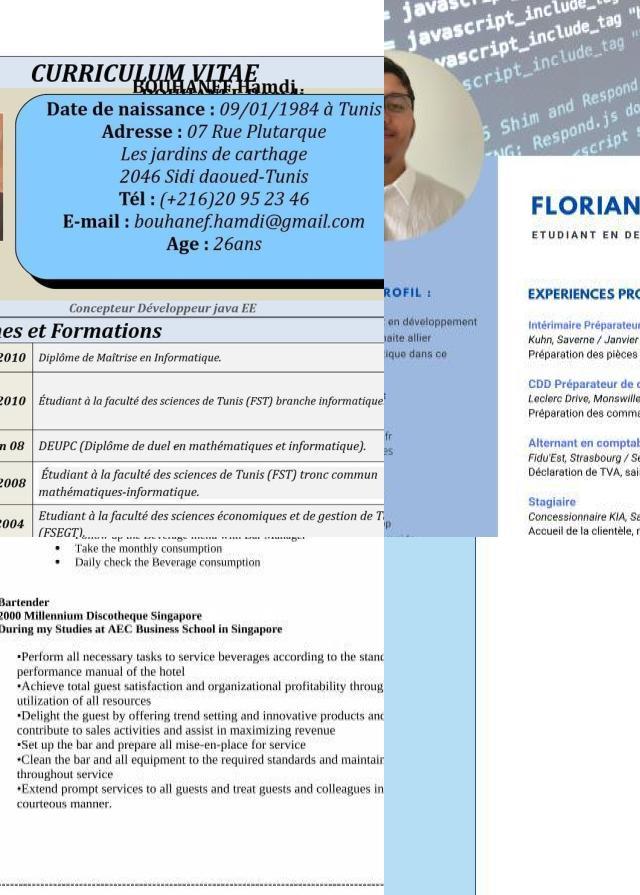 CURRICULUM VITAE
BOUHANEF Hamdi
Date de naissance : 09/01/1984 à Tunis
Adresse : 07 Rue Plutarque
Les jardins de carthage
2046 Sidi daoued-Tunis
Tél : (+216)20 95 23 46
E-mail : bouhanef.hamdi@gmail.com
Age : 26ans
Concepteur Développeur java EE
es et Formations
2010 Diplôme de Maîtrise en Informatique.
2010 Étudiant à la faculté des sciences de Tunis (FST) branche informatique
n 08 DEUPC (Diplôme de duel en mathématiques et informatique).
2008 Étudiant à la faculté des sciences de Tunis (FST) tronc commun
mathématiques-informatique.
2004 Etudiant à la faculté des sciences économiques et de gestion de T
(FSEGT).
• Take the monthly consumption
• Daily check the Beverage consumption
Bartender
2000 Millennium Discotheque Singapore
During my Studies at AEC Business School in Singapore
•Perform all necessary tasks to service beverages according to the stand
performance manual of the hotel
•Achieve total guest satisfaction and organizational profitability throug
utilization of all resources
•Delight the guest by offering trend setting and innovative products and
contribute to sales activities and assist in maximizing revenue
•Set up the bar and prepare all mise-en-place for service
•Clean the bar and all equipment to the required standards and maintain
throughout service
•Extend prompt services to all guests and treat guests and colleagues in
courteous manner.
javascript_include_tag
javascript_include_tag "h
javascript_include_tag "
script_include_tag "
Shim and Respond
NG: Respond.js do
script
ROFIL :
en développement
haite allier
tique dans ce
fr
es
FLORIAN
ETUDIANT EN DE
EXPERIENCES PRO
Intérimaire Préparateur
Kuhn, Saverne / Janvier
Préparation des pièces
CDD Préparateur de c
Leclerc Drive, Monswille
Préparation des comma
Alternant en comptab
Fidu'Est, Strasbourg / Se
Déclaration de TVA, sai
Stagiaire
Concessionnaire KIA, Sa
Accueil de la clientèle, r